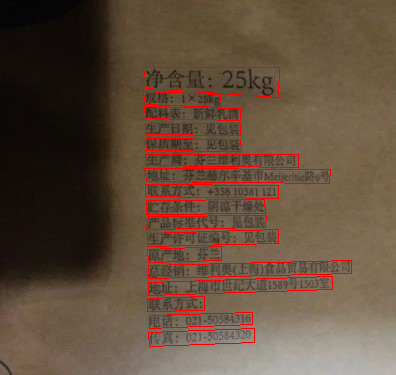 净含量：25kg
规格：1×25kg
配料表：新鲜乳清
生产日期：见包装
保质期至：见包装
生产商：芬兰维利奥有限公司
地址：芬兰赫尔辛基市Meijeritie路6号
联系方式：+358 10381 121
贮存条件：阴凉干燥处
产品标准代号：见包装
生产许可证编号：见包装
原产地：芬兰
总经销：维利奥(上海)食品贸易有限公司
地址：上海市世纪大道1589号1503室
联系方式：
电话：021-50584316
传真：021-50584320